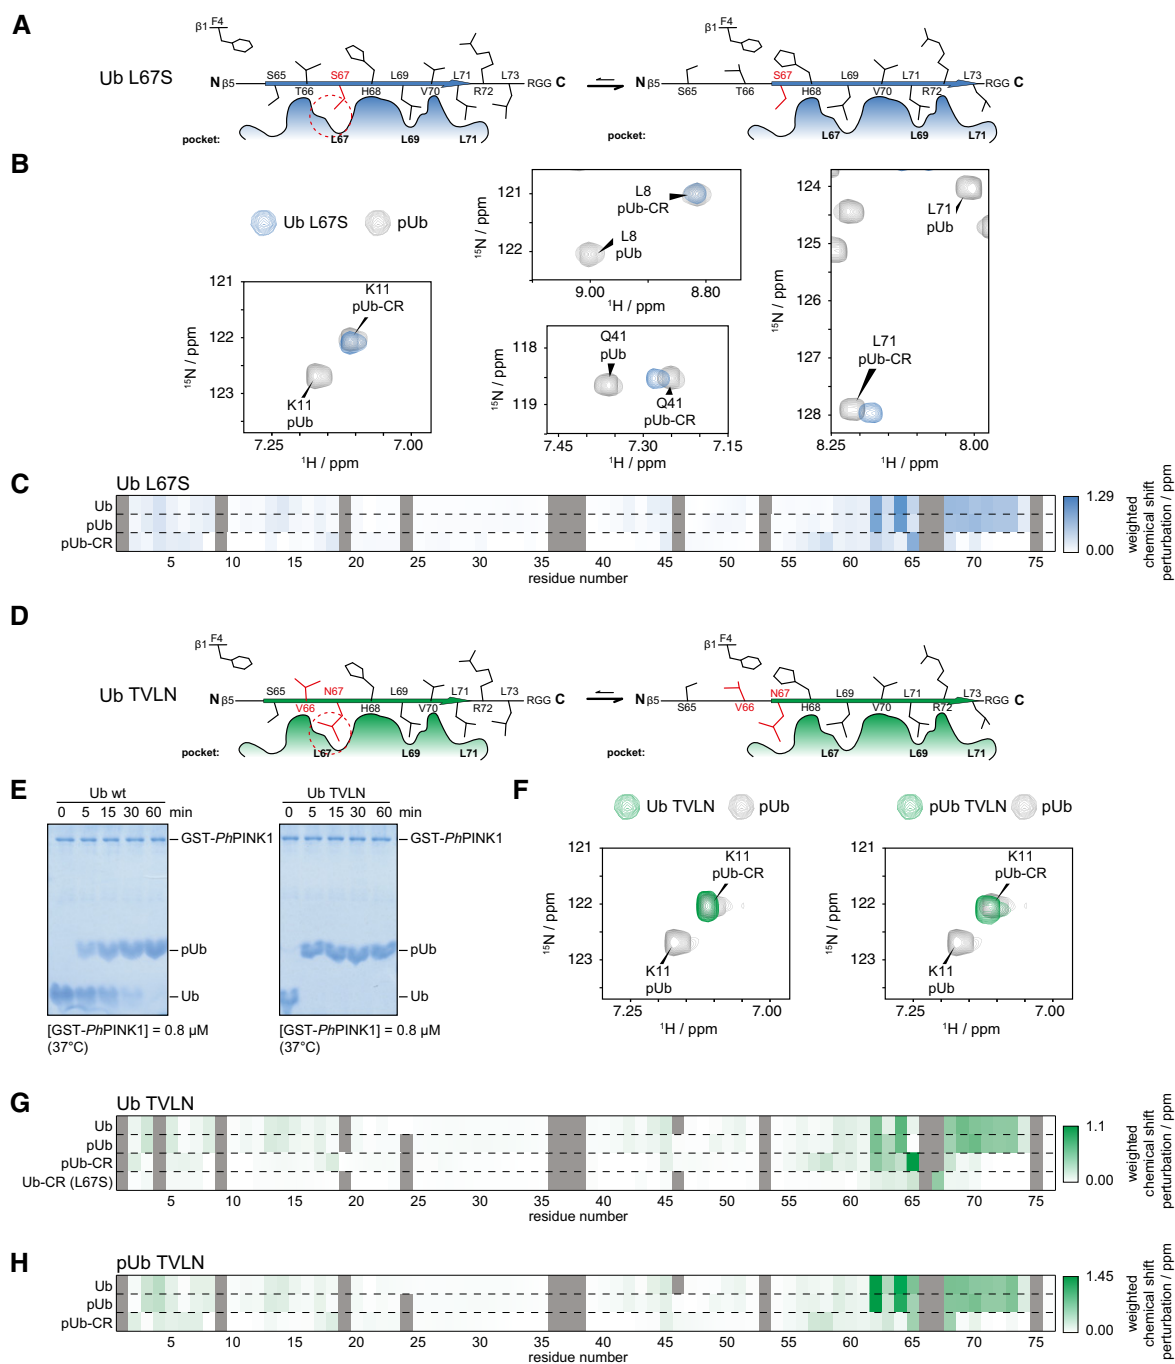 A
Ub L67S
β1 F4
N β5 S65 T66 S67 H68 L69 V70 L71 R72 L73 RGG C
pocket: L67 L69 L71
β1 F4
N β5 S65 T66 S67 H68 L69 V70 L71 R72 L73 RGG C
pocket: L67 L69 L71
B
Ub L67S pUb
121
122
123
15N / ppm
K11
pUb-CR
K11
pUb
7.25 7.00
1H / ppm
121
122
15N / ppm
L8
pUb-CR
L8
pUb
9.00 8.80
1H / ppm
118
119
15N / ppm
Q41
pUb
Q41
pUb-CR
7.45 7.30 7.15
1H / ppm
124
125
126
127
128
15N / ppm
L71
pUb
L71
pUb-CR
8.25 8.00
1H / ppm
C
Ub L67S
Ub
pUb
pUb-CR
5 10 15 20 25 30 35 40 45 50 55 60 65 70 75
residue number
1.29
0.00
weighted
chemical shift
perturbation / ppm
D
Ub TVLN
β1 F4
N β5 S65 V66 N67 H68 L69 V70 L71 R72 L73 RGG C
pocket: L67 L69 L71
β1 F4
N β5 S65 V66 N67 H68 L69 V70 L71 R72 L73 RGG C
pocket: L67 L69 L71
E
Ub wt
0 5 15 30 60 min
GST-PhPINK1
pUb
Ub
[GST-PhPINK1] = 0.8 µM
(37°C)
Ub TVLN
0 5 15 30 60 min
GST-PhPINK1
pUb
Ub
[GST-PhPINK1] = 0.8 µM
(37°C)
F
Ub TVLN pUb
121
122
123
15N / ppm
K11
pUb-CR
K11
pUb
7.25 7.00
1H / ppm
pUb TVLN pUb
121
122
123
15N / ppm
K11
pUb-CR
K11
pUb
7.25 7.00
1H / ppm
G
Ub TVLN
Ub
pUb
pUb-CR
Ub-CR (L67S)
5 10 15 20 25 30 35 40 45 50 55 60 65 70 75
residue number
1.1
0.00
weighted
chemical shift
perturbation / ppm
H
pUb TVLN
Ub
pUb
pUb-CR
5 10 15 20 25 30 35 40 45 50 55 60 65 70 75
residue number
1.45
0.00
weighted
chemical shift
perturbation / ppm